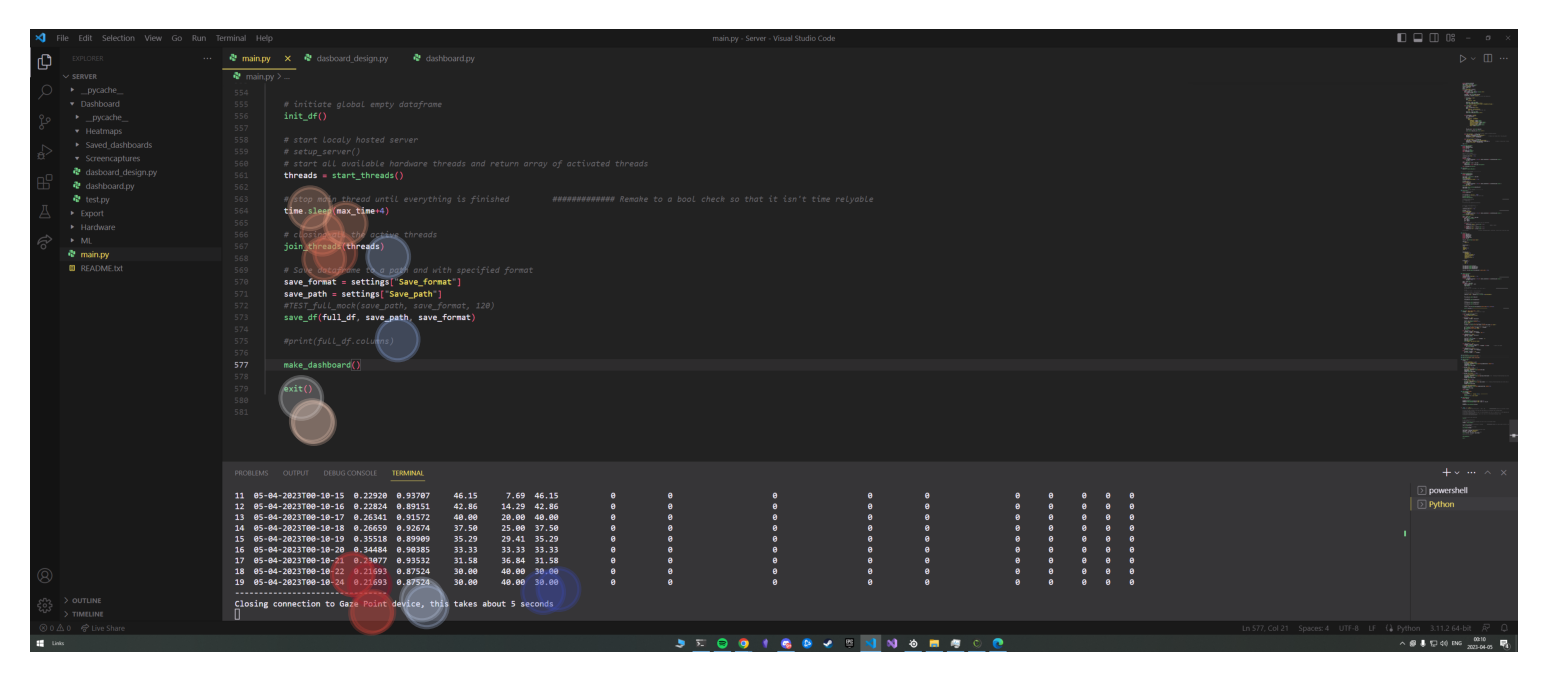 File Edit Selection View Go Run Terminal Help
main.py - Server - Visual Studio Code
EXPLORER ...
SERVER
__pycache__
Dashboard
__pycache__
Heatmaps
Saved_dashboards
Screencaptures
dasboard_design.py
dashboard.py
test.py
Export
Hardware
ML
main.py
README.txt
OUTLINE
TIMELINE
main.py dasboard_design.py dashboard.py
main.py > ...
554
555 # initiate global empty dataframe
556 init_df()
557
558 # start localy hosted server
559 # setup_server()
560 # start all available hardware threads and return array of activated threads
561 threads = start_threads()
562
563 # stop main thread until everything is finished ############# Remake to a bool check so that it isn't time relyable
564 time.sleep(max_time+4)
565
566 # closing all the active threads
567 join_threads(threads)
568
569 # Save dataframe to a path and with specified format
570 save_format = settings["Save_format"]
571 save_path = settings["Save_path"]
572 #TEST_full_mock(save_path, save_format, 120)
573 save_df(full_df, save_path, save_format)
574
575 #print(full_df.columns)
576
577 make_dashboard()
578
579 exit()
580
581
PROBLEMS OUTPUT DEBUG CONSOLE TERMINAL
11 05-04-2023T00-10-15 0.22920 0.93707 46.15 7.69 46.15 0 0 0 0 0 0 0 0 0 0
12 05-04-2023T00-10-16 0.22824 0.89151 42.86 14.29 42.86 0 0 0 0 0 0 0 0 0 0
13 05-04-2023T00-10-17 0.26341 0.91572 40.00 20.00 40.00 0 0 0 0 0 0 0 0 0 0
14 05-04-2023T00-10-18 0.26659 0.92674 37.50 25.00 37.50 0 0 0 0 0 0 0 0 0 0
15 05-04-2023T00-10-19 0.35518 0.89909 35.29 29.41 35.29 0 0 0 0 0 0 0 0 0 0
16 05-04-2023T00-10-20 0.34484 0.90385 33.33 33.33 33.33 0 0 0 0 0 0 0 0 0 0
17 05-04-2023T00-10-21 0.23077 0.93532 31.58 36.84 31.58 0 0 0 0 0 0 0 0 0 0
18 05-04-2023T00-10-22 0.21693 0.87524 30.00 40.00 30.00 0 0 0 0 0 0 0 0 0 0
19 05-04-2023T00-10-24 0.21693 0.87524 30.00 40.00 30.00 0 0 0 0 0 0 0 0 0 0
--------------------------------
Closing connection to Gaze Point device, this takes about 5 seconds
powershell
Python
0 0 Live Share
Ln 577, Col 21 Spaces: 4 UTF-8 LF Python 3.11.2 64-bit
Links
ENG
00:10
2023-04-05